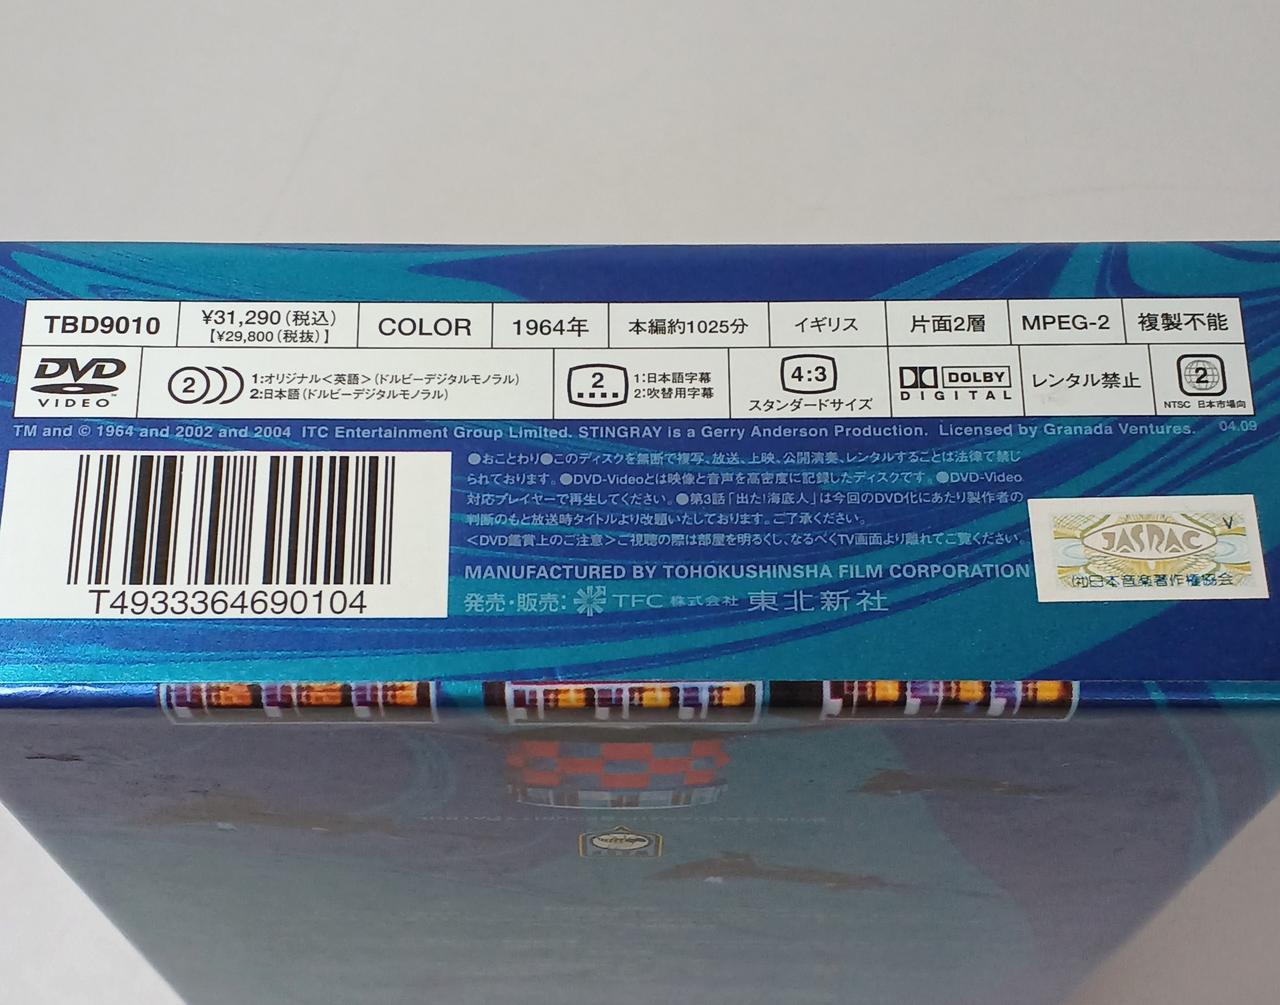 TBD9010
¥31,290(税込)
【¥29,800(税抜)】
COLOR
1964年
本編約1025分
イギリス
片面2層
MPEG-2
複製不能
DVD
VIDEO™
2
1:オリジナル<英語>(ドルビーデジタルモノラル)
2:日本語(ドルビーデジタルモノラル)
2
1:日本語字幕
2:吹替用字幕
4:3
スタンダードサイズ
DOLBY
DIGITAL
レンタル禁止
2
NTSC 日本市場向
TM and © 1964 and 2002 and 2004 ITC Entertainment Group Limited. STINGRAY is a Gerry Anderson Production. Licensed by Granada Ventures. 04.09
●おことわり●このディスクを無断で複写、放送、上映、公開演奏、レンタルすることは法律で禁じ
られております。●DVD-Videoとは映像と音声を高密度に記録したディスクです。●DVD-Video
対応プレイヤーで再生してください。●第3話「出た!海底人」は今回のDVD化にあたり製作者の
判断のもと放送時タイトルより改題いたしております。ご了承ください。
<DVD鑑賞上のご注意>ご視聴の際は部屋を明るくし、なるべくTV画面より離れてご覧ください。
MANUFACTURED BY TOHOKUSHINSHA FILM CORPORATION
発売・販売: TFC 株式会社 東北新社
T4933364690104
V
JASRAC
(社)日本音楽著作権協会